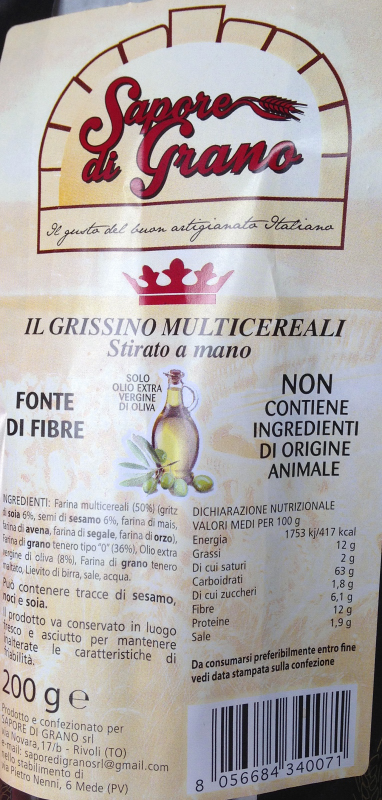 Sapore
di Grano
Il gusto del buon artigianato Italiano
IL GRISSINO MULTICEREALI
Stirato a mano
FONTE
DI FIBRE
SOLO
OLIO EXTRA
VERGINE
DI OLIVA
NON
CONTIENE
INGREDIENTI
DI ORIGINE
ANIMALE
INGREDIENTI: Farina multicereali (50%) (gritz
di soia 6%, semi di sesamo 6%, farina di mais,
farina di avena, farina di segale, farina di orzo),
Farina di grano tenero tipo "0" (36%), Olio extra
vergine di oliva (8%), Farina di grano tenero
maltato, Lievito di birra, sale, acqua.
Può contenere tracce di sesamo,
noci e soia.
Il prodotto va conservato in luogo
fresco e asciutto per mantenere
inalterate le caratteristiche di
friabilità.
200 g e
Prodotto e confezionato per
SAPORE DI GRANO srl
via Novara, 17/b - Rivoli (TO)
e-mail: saporedigranosrl@gmail.com
nello stabilimento di
via Pietro Nenni, 6 Mede (PV)
DICHIARAZIONE NUTRIZIONALE
VALORI MEDI PER 100 g
Energia 1753 kj/417 kcal
Grassi 12 g
Di cui saturi 2 g
Carboidrati 63 g
Di cui zuccheri 1,8 g
Fibre 6,1 g
Proteine 12 g
Sale 1,9 g
Da consumarsi preferibilmente entro fine
vedi data stampata sulla confezione
8 056684 340071